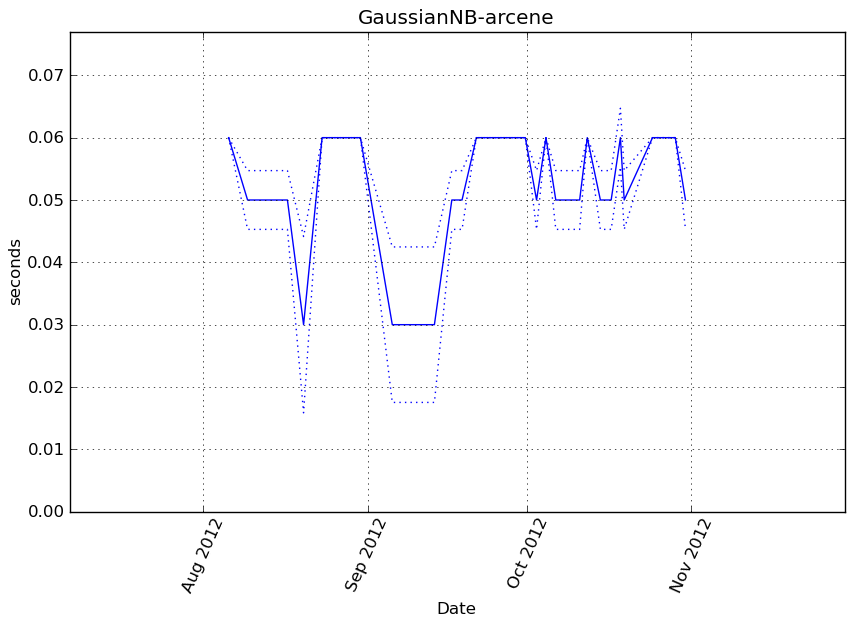 GaussianNB-arcene
0.07
0.06
0.05
0.04
0.03
0.02
0.01
0.00
seconds
Aug 2012
Sep 2012
Oct 2012
Nov 2012
Date